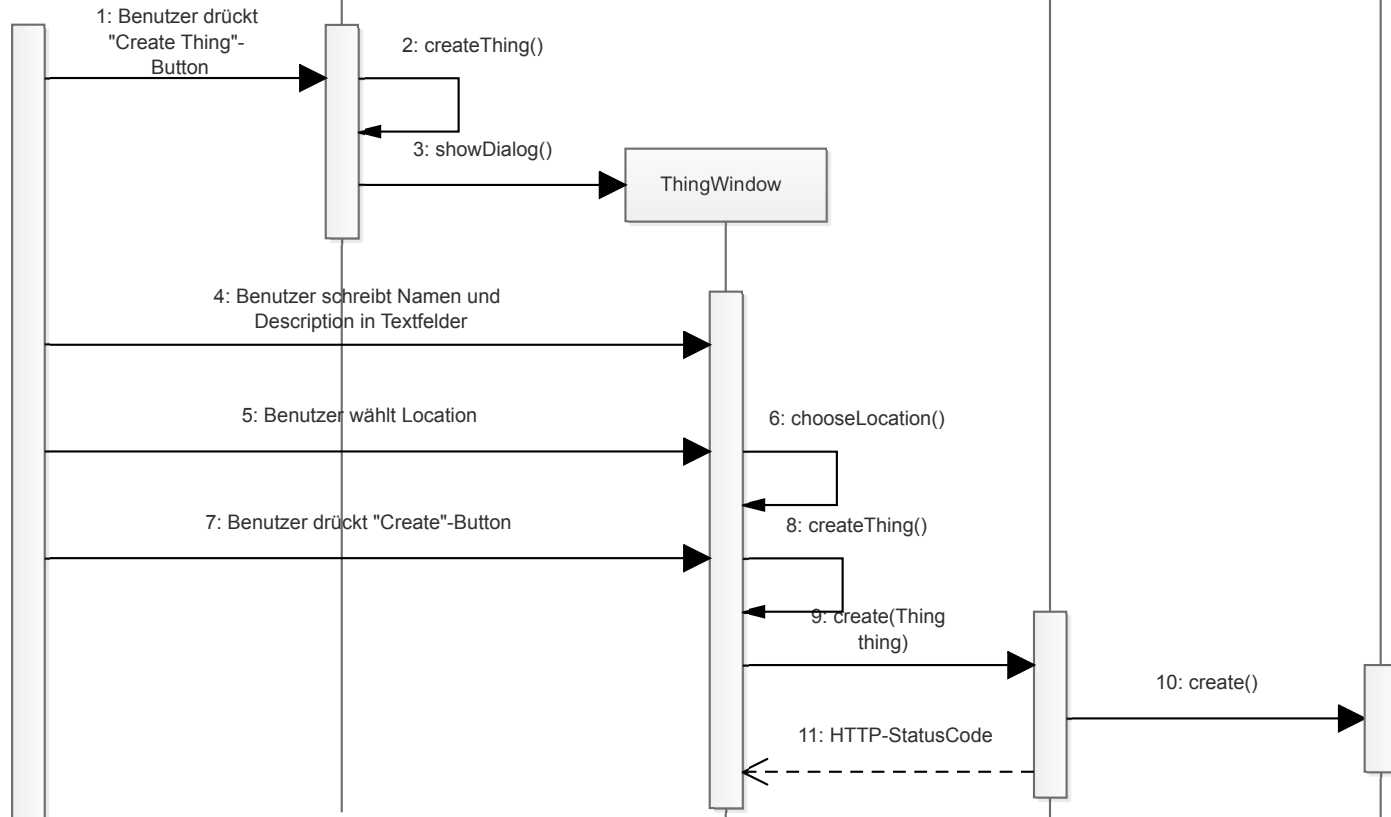 1: Benutzer drückt
"Create Thing"-
Button
2: createThing()
3: showDialog()
ThingWindow
4: Benutzer schreibt Namen und
Description in Textfelder
5: Benutzer wählt Location
6: chooseLocation()
7: Benutzer drückt "Create"-Button
8: createThing()
9: create(Thing
thing)
10: create()
11: HTTP-StatusCode